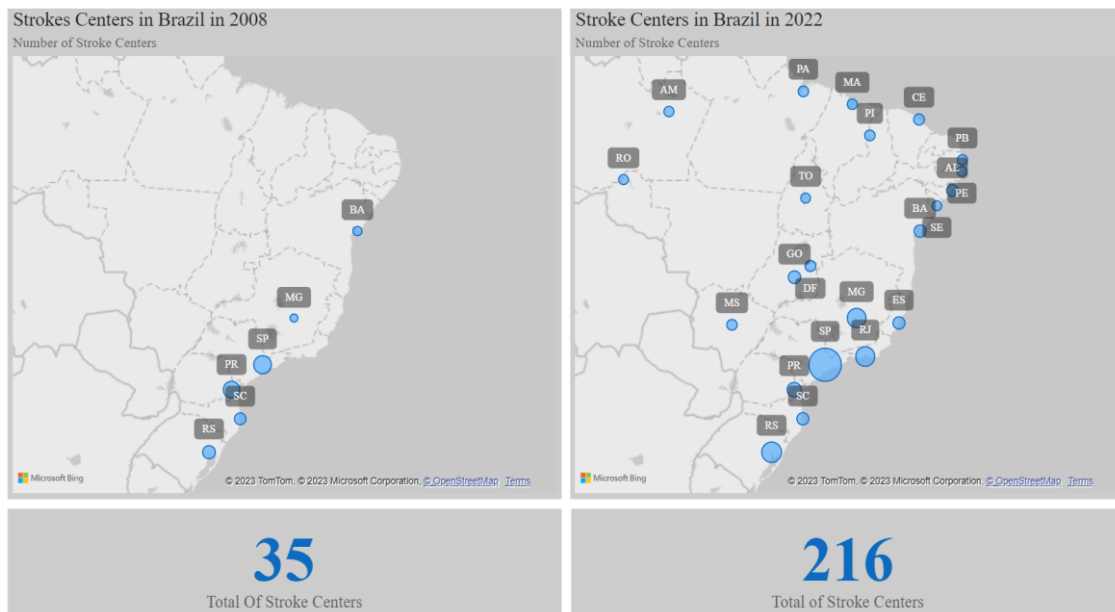 Strokes Centers in Brazil in 2008
Number of Stroke Centers
BA
MG
SP
PR
SC
RS
Microsoft Bing
© 2023 TomTom, © 2023 Microsoft Corporation, © OpenStreetMap Terms
35
Total Of Stroke Centers
Stroke Centers in Brazil in 2022
Number of Stroke Centers
PA
AM
MA
CE
PI
PB
RO
AL
TO
PE
BA
SE
GO
DF
MS
MG
ES
SP
RJ
PR
SC
RS
Microsoft Bing
© 2023 TomTom, © 2023 Microsoft Corporation, © OpenStreetMap Terms
216
Total of Stroke Centers